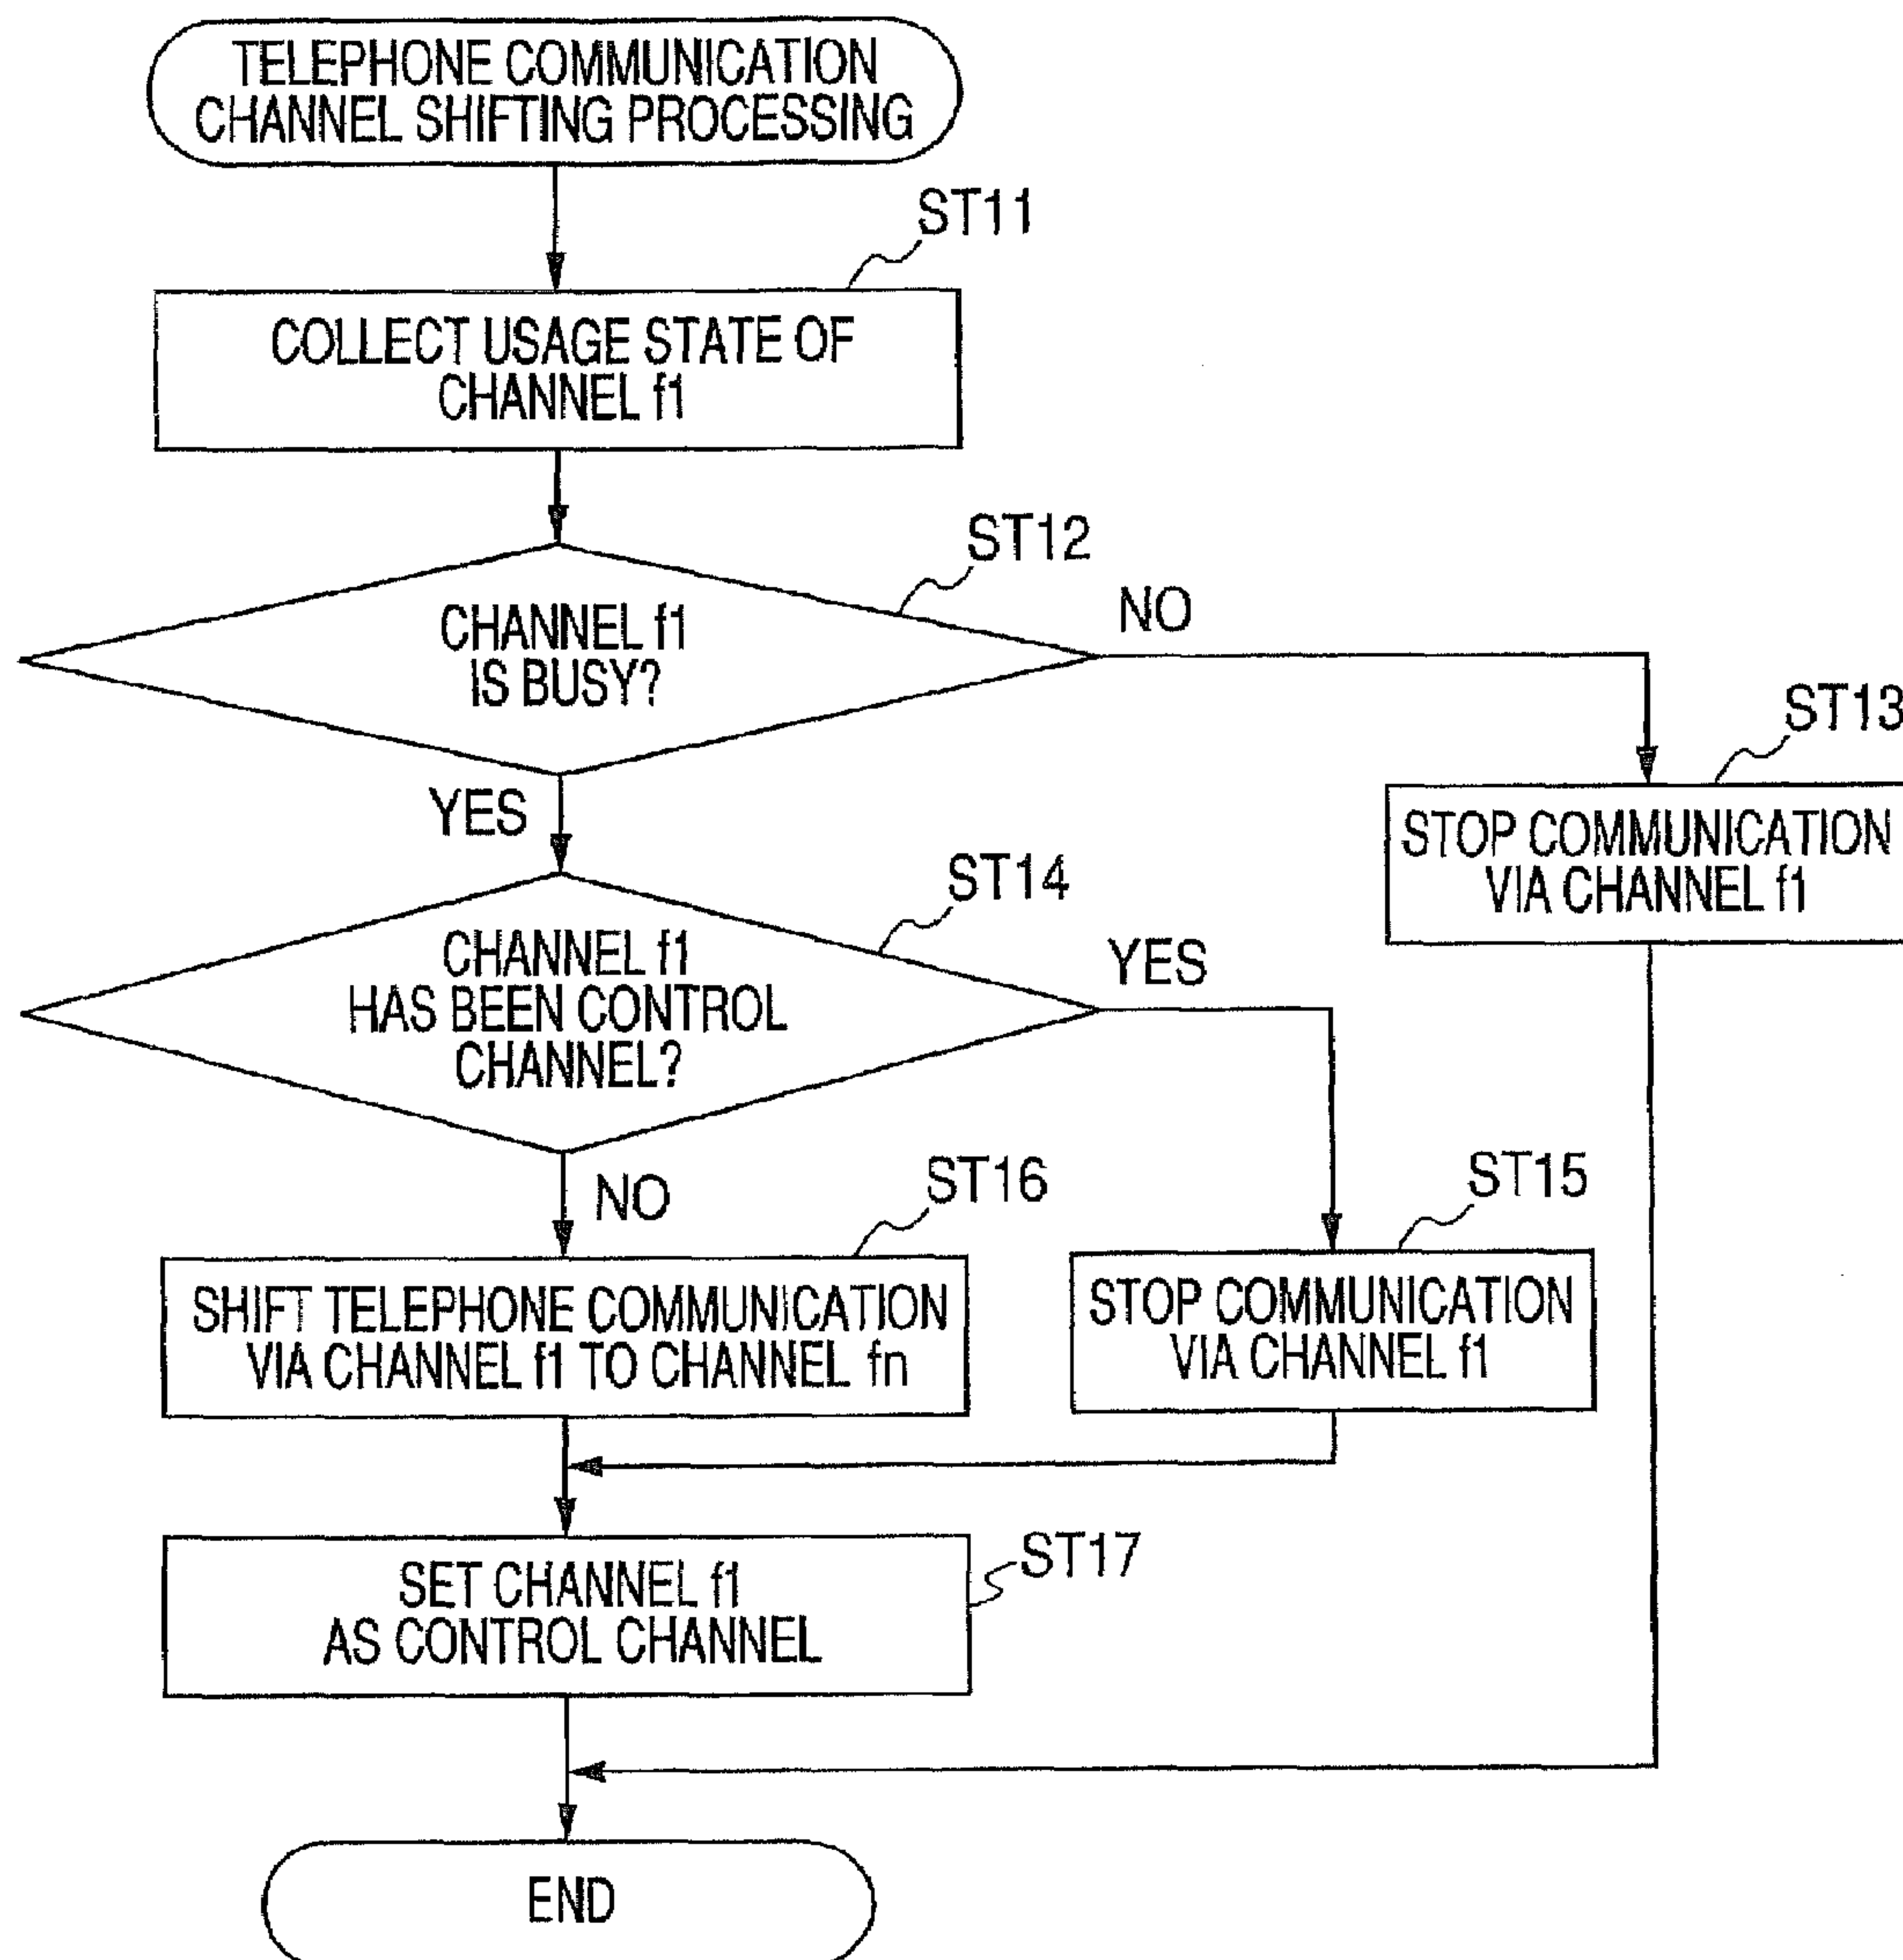 TELEPHONE COMMUNICATION
CHANNEL SHIFTING PROCESSING
ST11
COLLECT USAGE STATE OF
CHANNEL f1
ST12
CHANNEL f1
IS BUSY?
NO
ST13
STOP COMMUNICATION
VIA CHANNEL f1
YES
ST14
CHANNEL f1
HAS BEEN CONTROL
CHANNEL?
YES
NO
ST16
SHIFT TELEPHONE COMMUNICATION
VIA CHANNEL f1 TO CHANNEL fn
ST15
STOP COMMUNICATION
VIA CHANNEL f1
ST17
SET CHANNEL f1
AS CONTROL CHANNEL
END